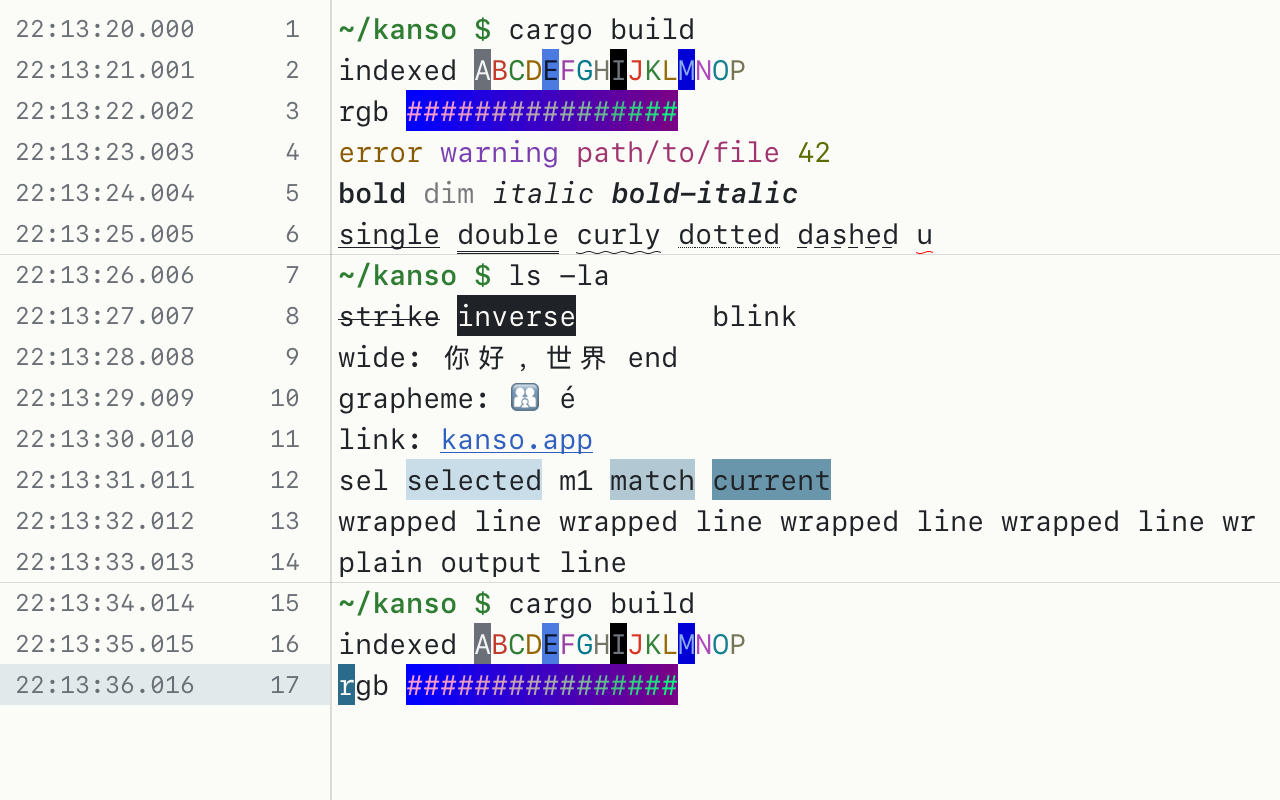 22:13:20.000 1 ~/kanso $ cargo build
22:13:21.001 2 indexed ABCDEFGHIJKLMNOP
22:13:22.002 3 rgb ################
22:13:23.003 4 error warning path/to/file 42
22:13:24.004 5 bold dim italic bold-italic
22:13:25.005 6 single double curly dotted dashed u
22:13:26.006 7 ~/kanso $ ls -la
22:13:27.007 8 strike inverse blink
22:13:28.008 9 wide: 你好，世界 end
22:13:29.009 10 grapheme: 👪 é
22:13:30.010 11 link: kanso.app
22:13:31.011 12 sel selected m1 match current
22:13:32.012 13 wrapped line wrapped line wrapped line wrapped line wr
22:13:33.013 14 plain output line
22:13:34.014 15 ~/kanso $ cargo build
22:13:35.015 16 indexed ABCDEFGHIJKLMNOP
22:13:36.016 17 rgb ################